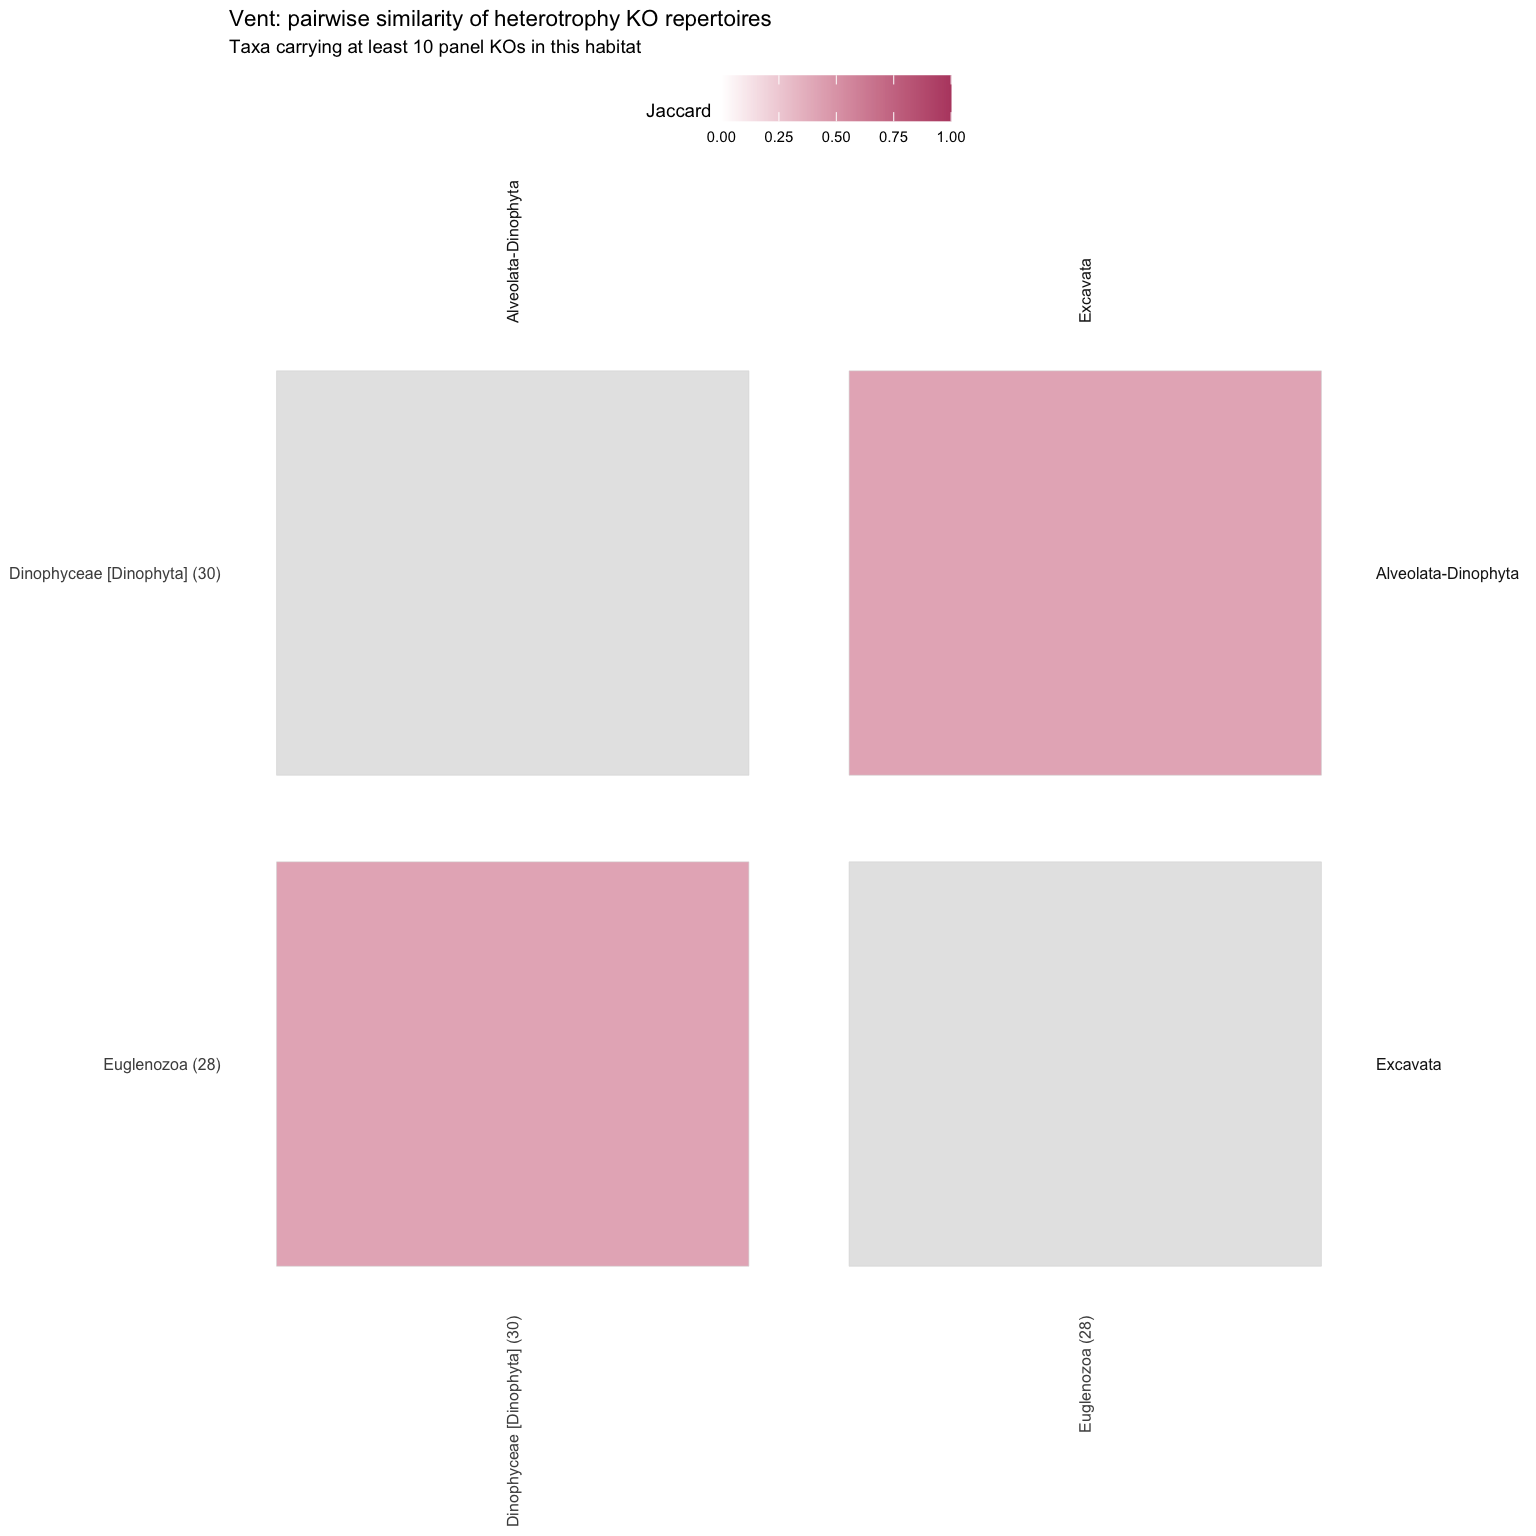 Vent: pairwise similarity of heterotrophy KO repertoires
Taxa carrying at least 10 panel KOs in this habitat
Jaccard
0.00 0.25 0.50 0.75 1.00
Alveolata-Dinophyta
Excavata
Dinophyceae [Dinophyta] (30)
Alveolata-Dinophyta
Euglenozoa (28)
Excavata
Dinophyceae [Dinophyta] (30)
Euglenozoa (28)